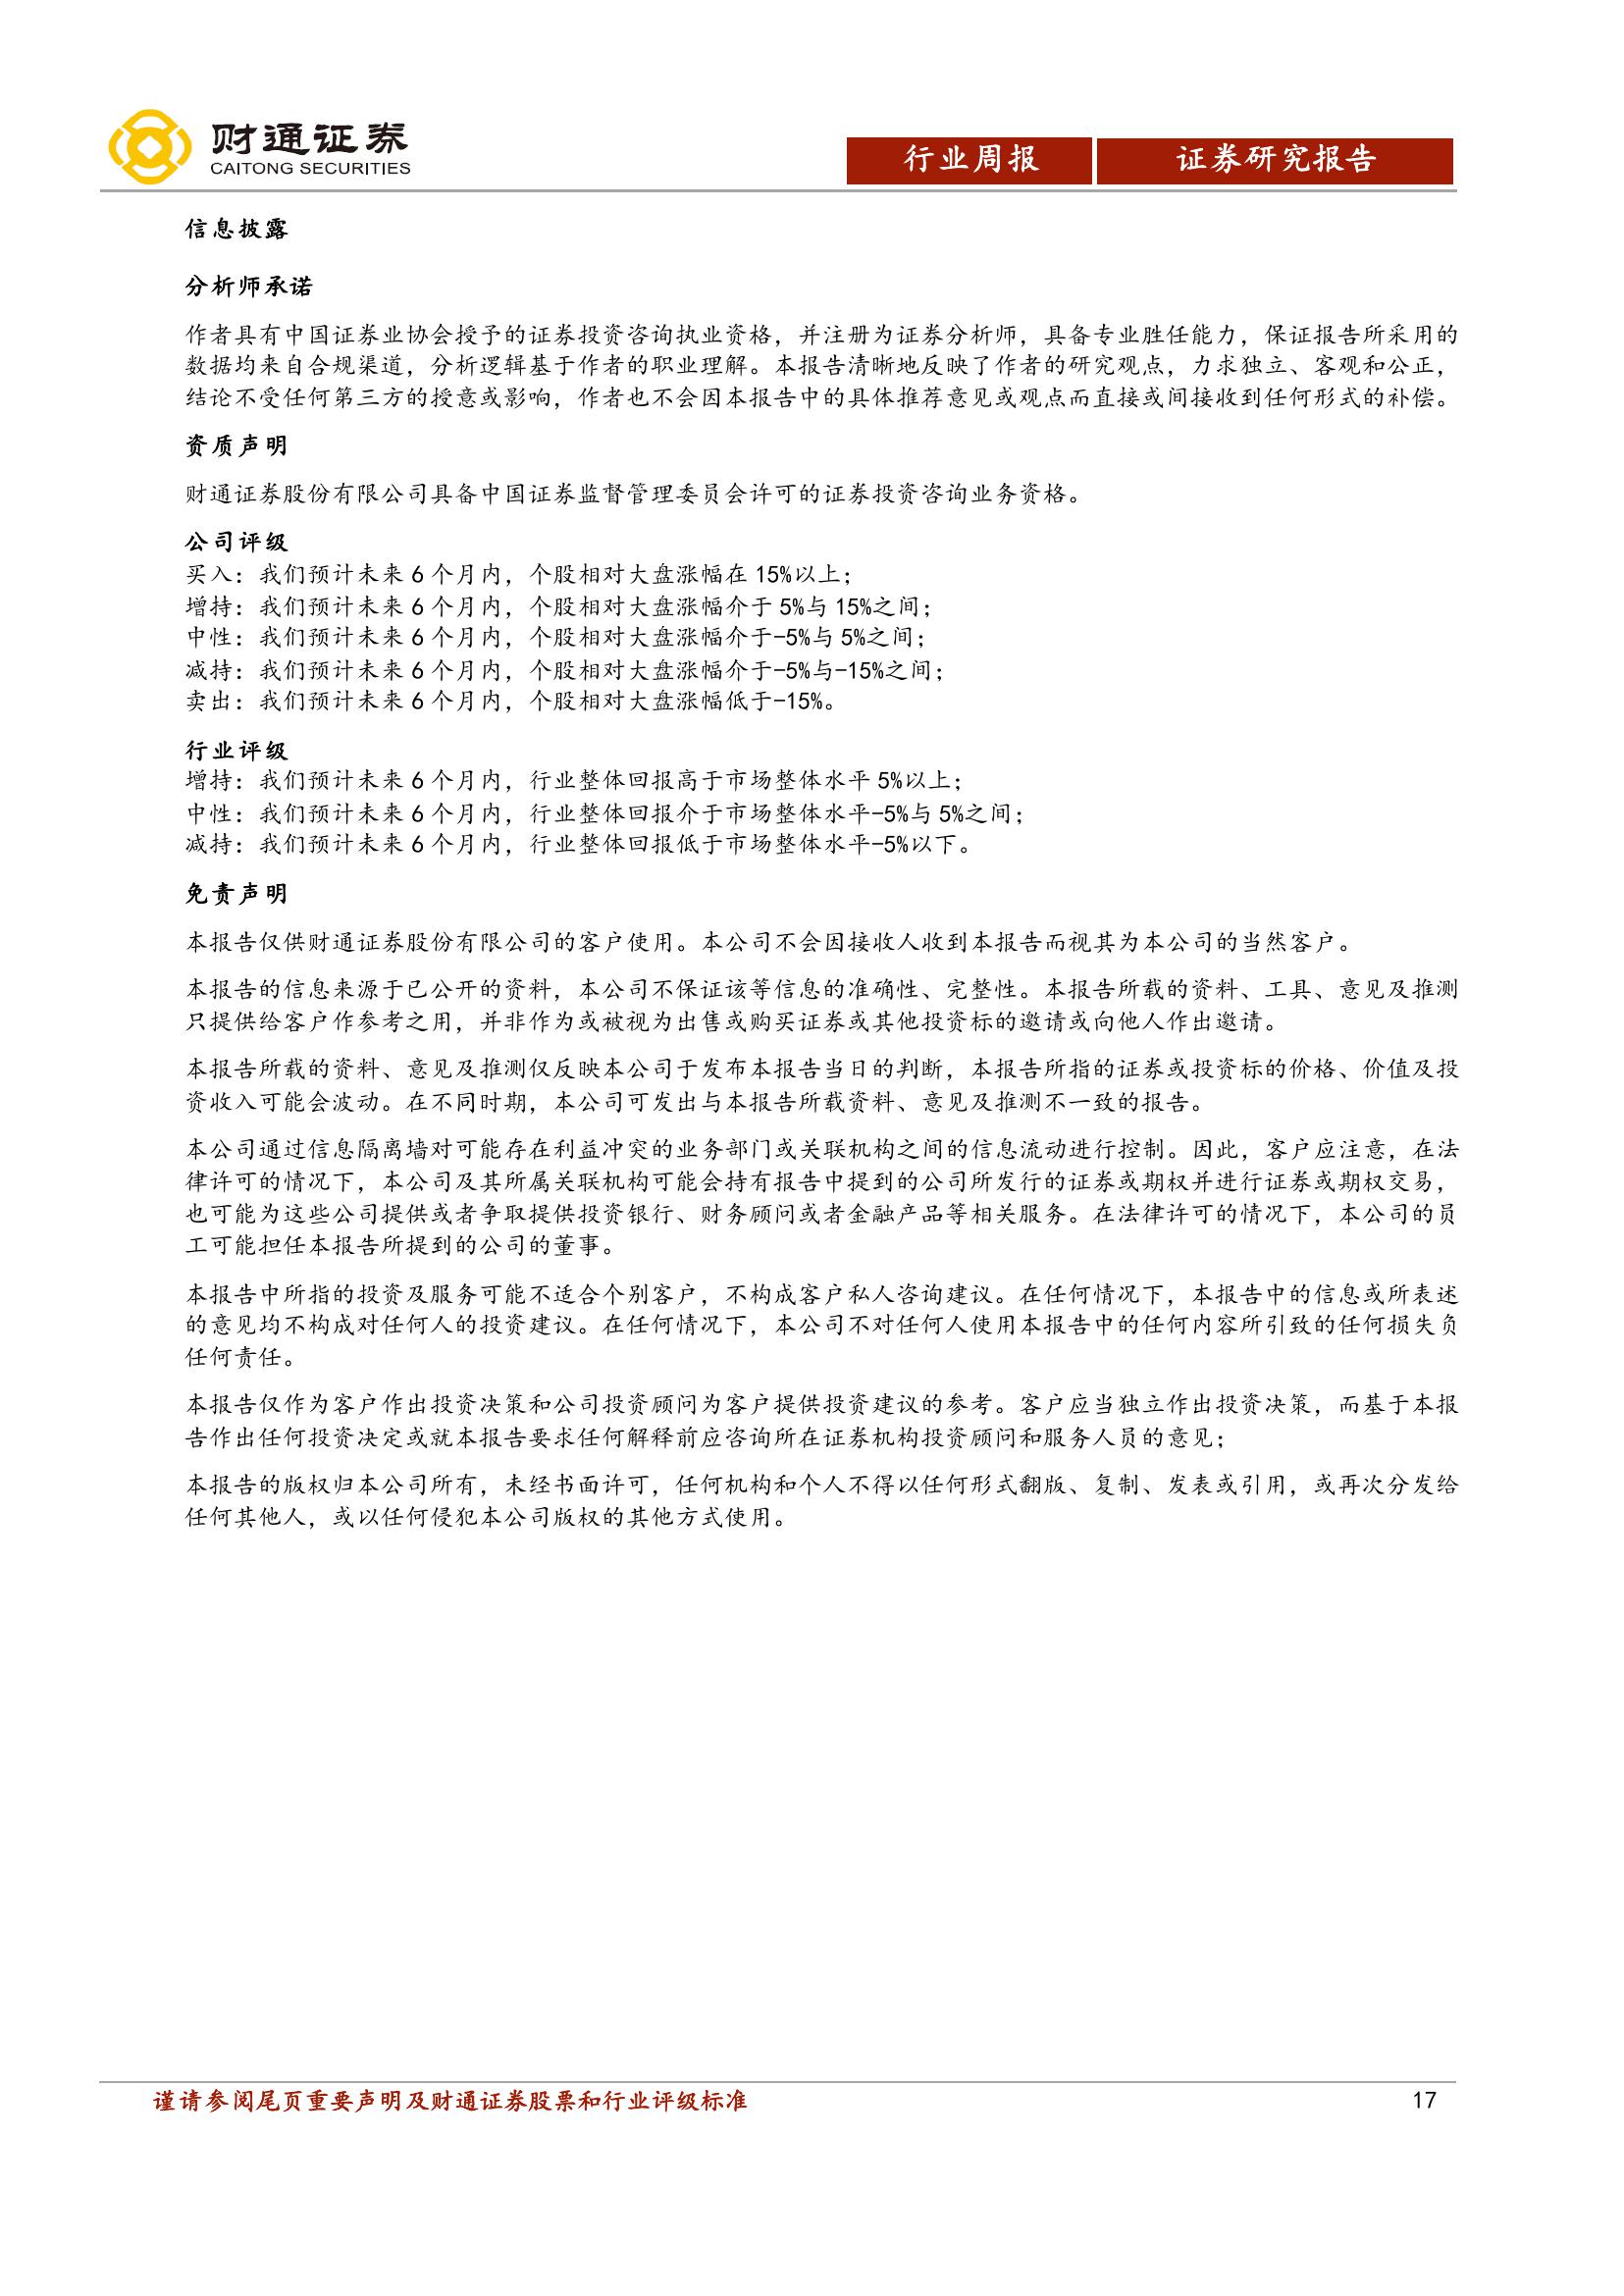 财通证券
CAITONG SECURITIES
行业周报
证券研究报告
信息披露
分析师承诺
作者具有中国证券业协会授予的证券投资咨询执业资格，并注册为证券分析师，具备专业胜任能力，保证报告所采用的
数据均来自合规渠道，分析逻辑基于作者的职业理解。本报告清晰地反映了作者的研究观点，力求独立、客观和公正，
结论不受任何第三方的授意或影响，作者也不会因本报告中的具体推荐意见或观点而直接或间接收到任何形式的补偿。
资质声明
财通证券股份有限公司具备中国证券监督管理委员会许可的证券投资咨询业务资格。
公司评级
买入：我们预计未来 6 个月内，个股相对大盘涨幅在 15%以上；
增持：我们预计未来 6 个月内，个股相对大盘涨幅介于 5%与 15%之间；
中性：我们预计未来 6 个月内，个股相对大盘涨幅介于-5%与 5%之间；
减持：我们预计未来 6 个月内，个股相对大盘涨幅介于-5%与-15%之间；
卖出：我们预计未来 6 个月内，个股相对大盘涨幅低于-15%。
行业评级
增持：我们预计未来 6 个月内，行业整体回报高于市场整体水平 5%以上；
中性：我们预计未来 6 个月内，行业整体回报介于市场整体水平-5%与 5%之间；
减持：我们预计未来 6 个月内，行业整体回报低于市场整体水平-5%以下。
免责声明
本报告仅供财通证券股份有限公司的客户使用。本公司不会因接收人收到本报告而视其为本公司的当然客户。
本报告的信息来源于已公开的资料，本公司不保证该等信息的准确性、完整性。本报告所载的资料、工具、意见及推测
只提供给客户作参考之用，并非作为或被视为出售或购买证券或其他投资标的邀请或向他人作出邀请。
本报告所载的资料、意见及推测仅反映本公司于发布本报告当日的判断，本报告所指的证券或投资标的价格、价值及投
资收入可能会波动。在不同时期，本公司可发出与本报告所载资料、意见及推测不一致的报告。
本公司通过信息隔离墙对可能存在利益冲突的业务部门或关联机构之间的信息流动进行控制。因此，客户应注意，在法
律许可的情况下，本公司及其所属关联机构可能会持有报告中提到的公司所发行的证券或期权并进行证券或期权交易，
也可能为这些公司提供或者争取提供投资银行、财务顾问或者金融产品等相关服务。在法律许可的情况下，本公司的员
工可能担任本报告所提到的公司的董事。
本报告中所指的投资及服务可能不适合个别客户，不构成客户私人咨询建议。在任何情况下，本报告中的信息或所表述
的意见均不构成对任何人的投资建议。在任何情况下，本公司不对任何人使用本报告中的任何内容所引致的任何损失负
任何责任。
本报告仅作为客户作出投资决策和公司投资顾问为客户提供投资建议的参考。客户应当独立作出投资决策，而基于本报
告作出任何投资决定或就本报告要求任何解释前应咨询所在证券机构投资顾问和服务人员的意见；
本报告的版权归本公司所有，未经书面许可，任何机构和个人不得以任何形式翻版、复制、发表或引用，或再次分发给
任何其他人，或以任何侵犯本公司版权的其他方式使用。
谨请参阅尾页重要声明及财通证券股票和行业评级标准
17